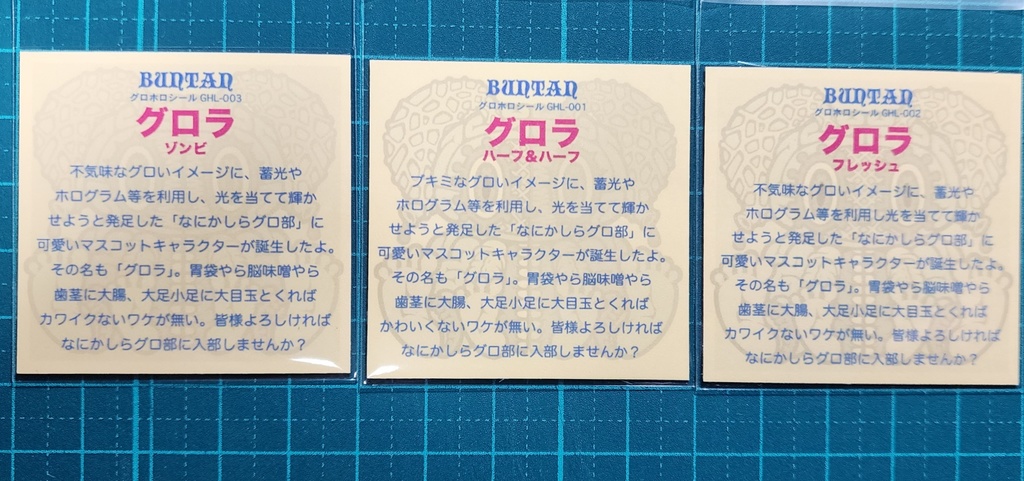 BUNTAN
グロホロシール GHL-003
グロラ
ゾンビ
不気味なグロいイメージに、蓄光や
ホログラム等を利用し、光を当てて輝か
せようと発足した「なにかしらグロ部」に
可愛いマスコットキャラクターが誕生したよ。
その名も「グロラ」。胃袋やら脳味噌やら
歯茎に大腸、大足小足に大目玉とくれば
カワイクないワケが無い。皆様よろしければ
なにかしらグロ部に入部しませんか？
BUNTAN
グロホロシール GHL-001
グロラ
ハーフ&ハーフ
ブキミなグロいイメージに、蓄光や
ホログラム等を利用し、光を当てて輝か
せようと発足した「なにかしらグロ部」に
可愛いマスコットキャラクターが誕生したよ。
その名も「グロラ」。胃袋やら脳味噌やら
歯茎に大腸、大足小足に大目玉とくれば
かわいくないワケが無い。皆様よろしければ
なにかしらグロ部に入部しませんか？
BUNTAN
グロホロシール GHL-002
グロラ
フレッシュ
不気味なグロいイメージに、蓄光や
ホログラム等を利用し光を当てて輝か
せようと発足した「なにかしらグロ部」に
可愛いマスコットキャラクターが誕生したよ。
その名も「グロラ」。胃袋やら脳味噌やら
歯茎に大腸、大足小足に大目玉とくれば
カワイクないワケが無い。皆様よろしければ
なにかしらグロ部に入部しませんか？